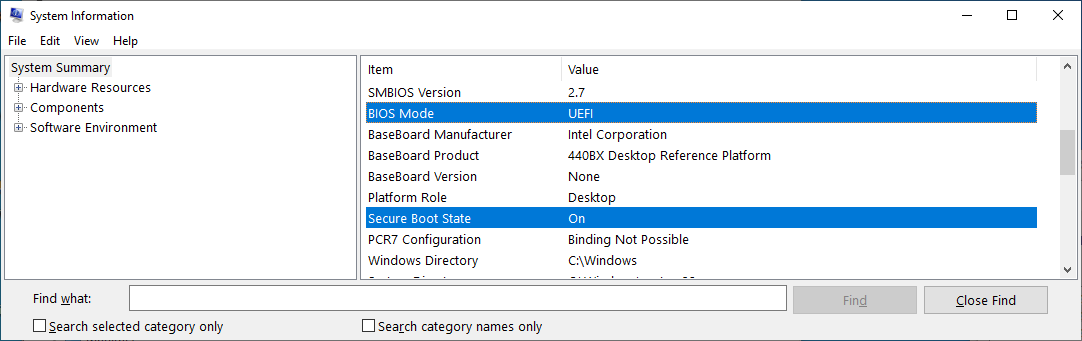 System Information
File Edit View Help
System Summary
Hardware Resources
Components
Software Environment
Item Value
SMBIOS Version 2.7
BIOS Mode UEFI
BaseBoard Manufacturer Intel Corporation
BaseBoard Product 440BX Desktop Reference Platform
BaseBoard Version None
Platform Role Desktop
Secure Boot State On
PCR7 Configuration Binding Not Possible
Windows Directory C:\Windows
Find what: Find Close Find
Search selected category only Search category names only